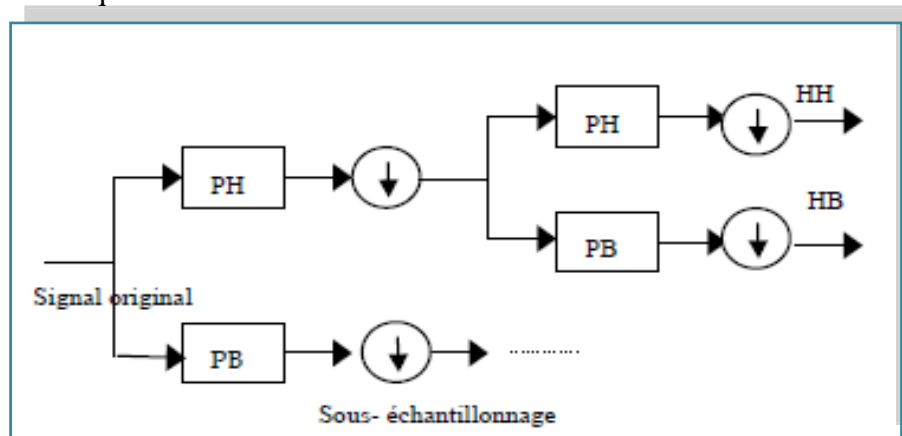 HH
PH
PH
HB
PB
Signal original
PB
...........
Sous- échantillonnage